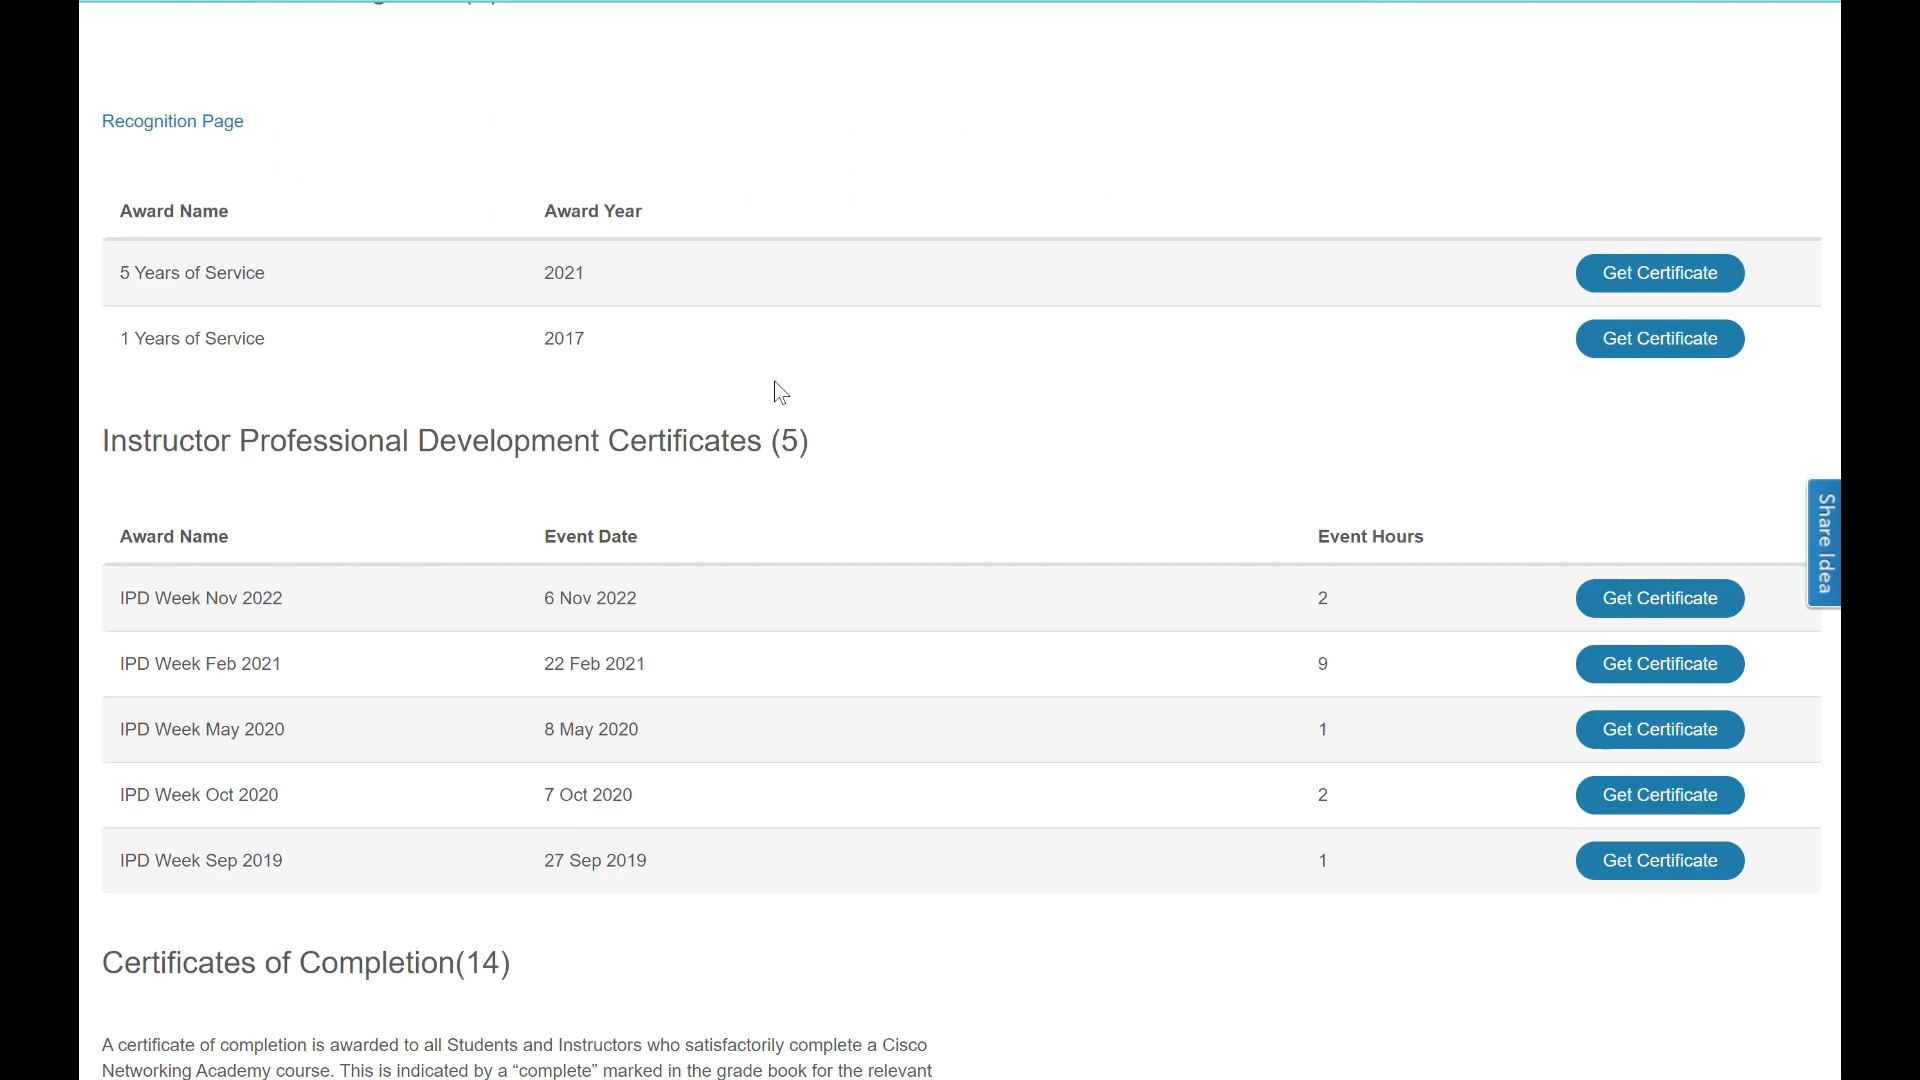 Recognition Page
Award Name Award Year
5 Years of Service 2021 Get Certificate
1 Years of Service 2017 Get Certificate
Instructor Professional Development Certificates (5)
Award Name Event Date Event Hours
IPD Week Nov 2022 6 Nov 2022 2 Get Certificate
IPD Week Feb 2021 22 Feb 2021 9 Get Certificate
IPD Week May 2020 8 May 2020 1 Get Certificate
IPD Week Oct 2020 7 Oct 2020 2 Get Certificate
IPD Week Sep 2019 27 Sep 2019 1 Get Certificate
Share Idea
Certificates of Completion(14)
A certificate of completion is awarded to all Students and Instructors who satisfactorily complete a Cisco
Networking Academy course. This is indicated by a “complete” marked in the grade book for the relevant